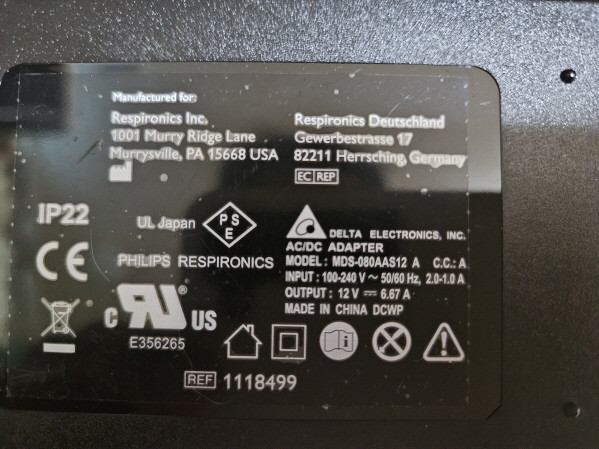 Manufactured for:
Respironics Inc.
1001 Murry Ridge Lane
Murrysville, PA 15668 USA
Respironics Deutschland
Gewerbestrasse 17
82211 Herrsching, Germany
EC REP
IP22
UL Japan
PSE
DELTA ELECTRONICS, INC.
AC/DC ADAPTER
MODEL: MDS-080AAS12 A C.C.: A
INPUT: 100-240 V ~ 50/60 Hz, 2.0-1.0 A
OUTPUT: 12 V ⎓ 6.67 A
MADE IN CHINA DCWP
CE
PHILIPS RESPIRONICS
c RU US
E356265
i
REF 1118499